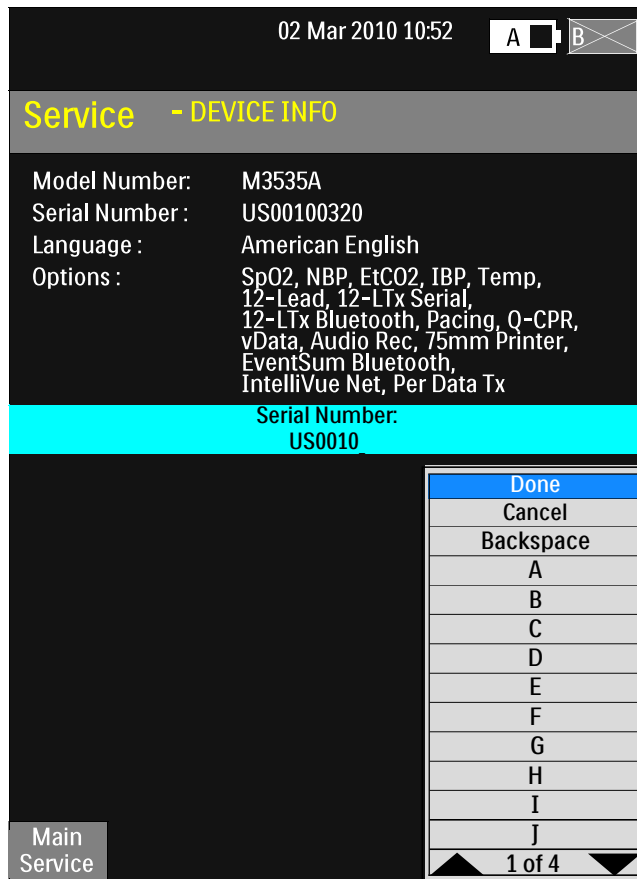 02 Mar 2010 10:52 A B
Service - DEVICE INFO
Model Number: M3535A
Serial Number : US00100320
Language : American English
Options : SpO2, NBP, EtCO2, IBP, Temp,
12-Lead, 12-LTx Serial,
12-LTx Bluetooth, Pacing, Q-CPR,
vData, Audio Rec, 75mm Printer,
EventSum Bluetooth,
IntelliVue Net, Per Data Tx
Serial Number:
US0010_
Done
Cancel
Backspace
A
B
C
D
E
F
G
H
I
J
1 of 4
Main
Service